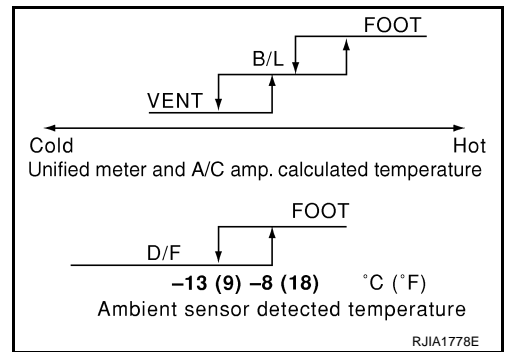 FOOT
B/L
VENT
Cold Hot
Unified meter and A/C amp. calculated temperature
FOOT
D/F
–13 (9) –8 (18) ˚C (˚F)
Ambient sensor detected temperature
RJIA1778E